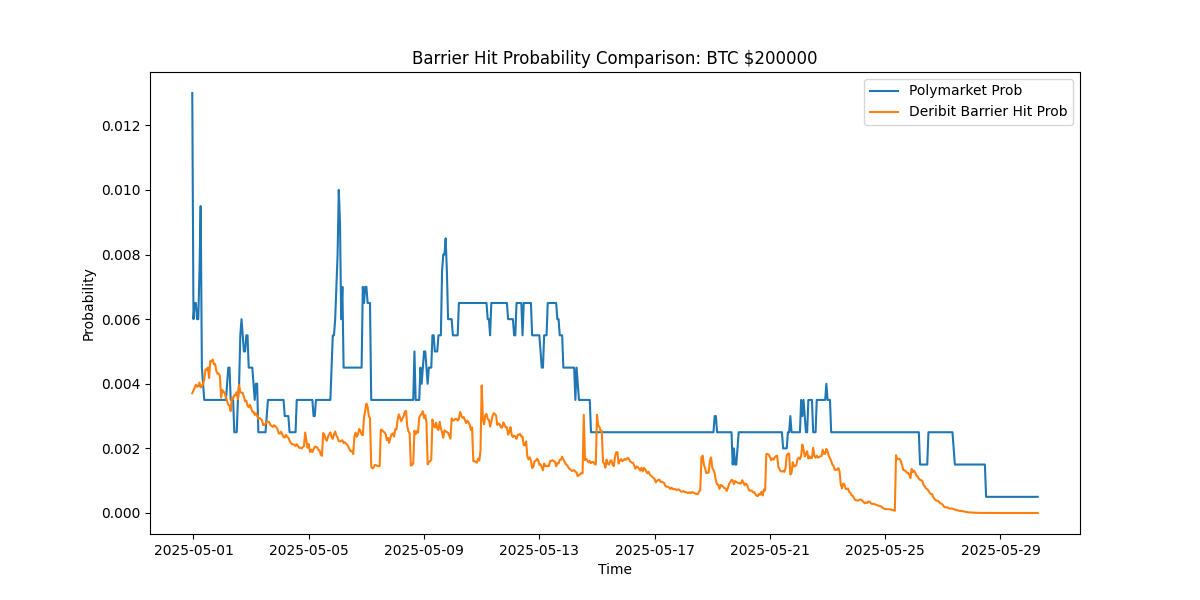 Barrier Hit Probability Comparison: BTC $200000
Polymarket Prob
Deribit Barrier Hit Prob
Probability
0.012
0.010
0.008
0.006
0.004
0.002
0.000
2025-05-01 2025-05-05 2025-05-09 2025-05-13 2025-05-17 2025-05-21 2025-05-25 2025-05-29
Time